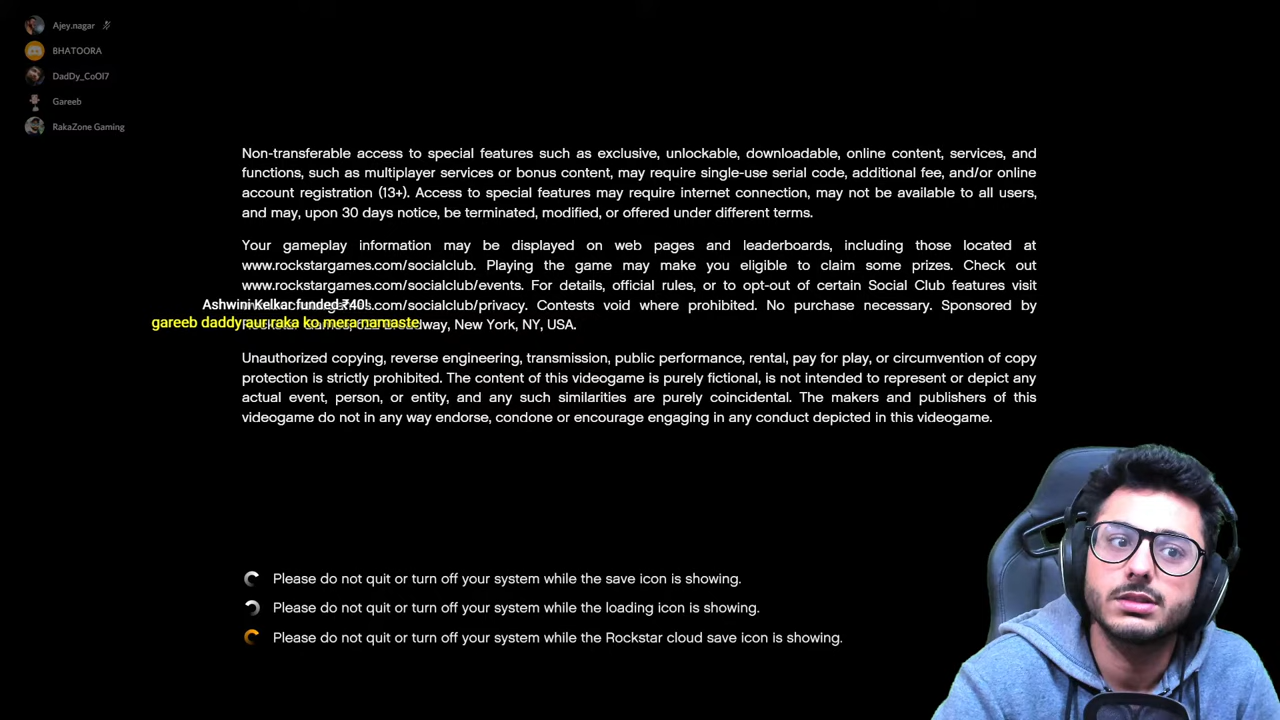 Ajey.nagar
BHATOORA
DadDy_CoOl7
Gareeb
RakaZone Gaming
Non-transferable access to special features such as exclusive, unlockable, downloadable, online content, services, and
functions, such as multiplayer services or bonus content, may require single-use serial code, additional fee, and/or online
account registration (13+). Access to special features may require internet connection, may not be available to all users,
and may, upon 30 days notice, be terminated, modified, or offered under different terms.
Your gameplay information may be displayed on web pages and leaderboards, including those located at
www.rockstargames.com/socialclub. Playing the game may make you eligible to claim some prizes. Check out
www.rockstargames.com/socialclub/events. For details, official rules, or to opt-out of certain Social Club features visit
Ashwini Kelkar funded ₹40!
.com/socialclub/privacy. Contests void where prohibited. No purchase necessary. Sponsored by
gareeb daddy aur raka ko mera namaste
Broadway, New York, NY, USA.
Unauthorized copying, reverse engineering, transmission, public performance, rental, pay for play, or circumvention of copy
protection is strictly prohibited. The content of this videogame is purely fictional, is not intended to represent or depict any
actual event, person, or entity, and any such similarities are purely coincidental. The makers and publishers of this
videogame do not in any way endorse, condone or encourage engaging in any conduct depicted in this videogame.
Please do not quit or turn off your system while the save icon is showing.
Please do not quit or turn off your system while the loading icon is showing.
Please do not quit or turn off your system while the Rockstar cloud save icon is showing.